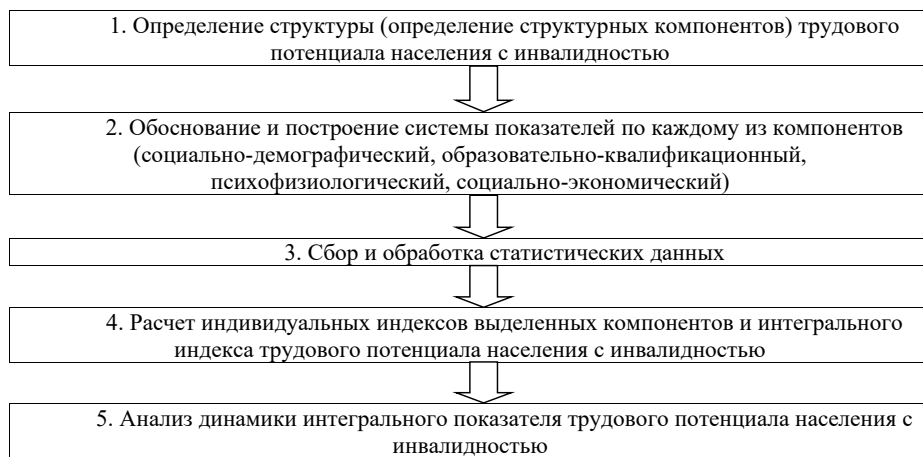 1. Определение структуры (определение структурных компонентов) трудового
потенциала населения с инвалидностью
2. Обоснование и построение системы показателей по каждому из компонентов
(социально-демографический, образовательно-квалификационный,
психофизиологический, социально-экономический)
3. Сбор и обработка статистических данных
4. Расчет индивидуальных индексов выделенных компонентов и интегрального
индекса трудового потенциала населения с инвалидностью
5. Анализ динамики интегрального показателя трудового потенциала населения с
инвалидностью